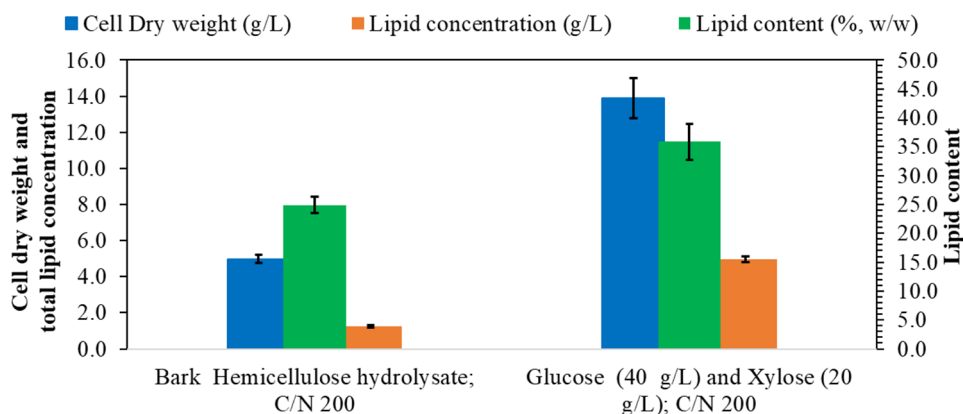 Cell Dry weight (g/L) Lipid concentration (g/L) Lipid content (%, w/w)
Cell dry weight and
total lipid concentration
16.0
14.0
12.0
10.0
8.0
6.0
4.0
2.0
0.0
50.0
45.0
40.0
35.0
30.0
25.0
20.0
15.0
10.0
5.0
0.0
Lipid content
Bark Hemicellulose hydrolysate;
C/N 200
Glucose (40 g/L) and Xylose (20
g/L); C/N 200